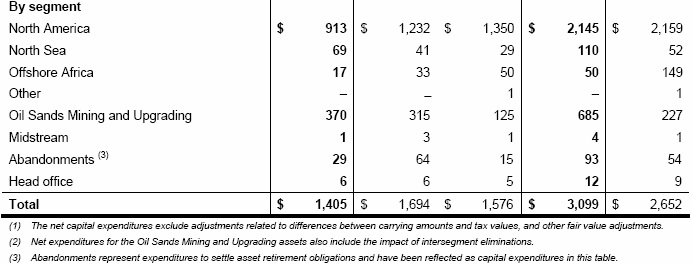 By segment
North America $ 913 $ 1,232 $ 1,350 $ 2,145 $ 2,159
North Sea 69 41 29 110 52
Offshore Africa 17 33 50 50 149
Other – – 1 – 1
Oil Sands Mining and Upgrading 370 315 125 685 227
Midstream 1 3 1 4 1
Abandonments (3) 29 64 15 93 54
Head office 6 6 5 12 9
Total $ 1,405 $ 1,694 $ 1,576 $ 3,099 $ 2,652
(1) The net capital expenditures exclude adjustments related to differences between carrying amounts and tax values, and other fair value adjustments.
(2) Net expenditures for the Oil Sands Mining and Upgrading assets also include the impact of intersegment eliminations.
(3) Abandonments represent expenditures to settle asset retirement obligations and have been reflected as capital expenditures in this table.